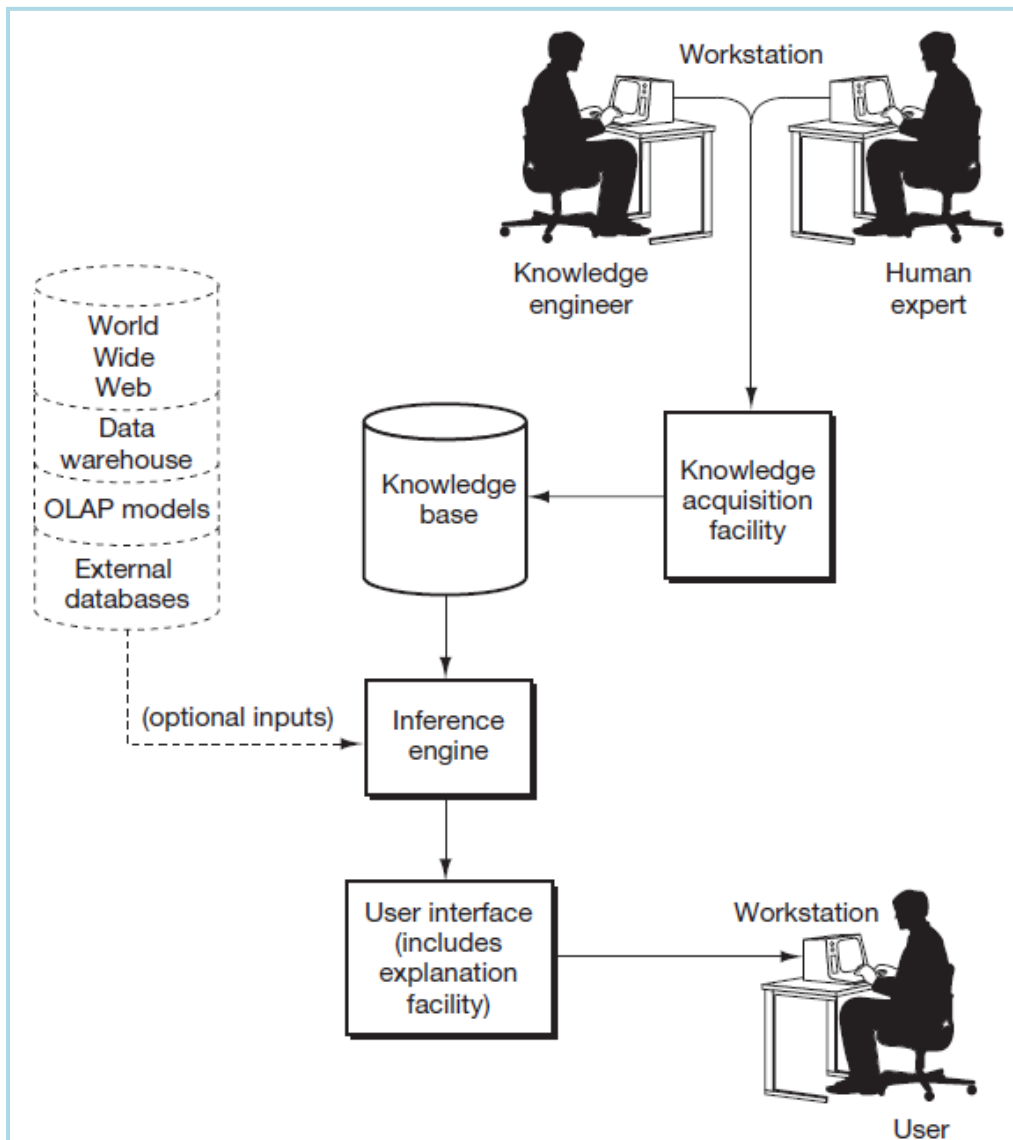 Workstation
Knowledge
engineer
Human
expert
World
Wide
Web
Data
warehouse
OLAP models
External
databases
Knowledge
base
Knowledge
acquisition
facility
(optional inputs)
Inference
engine
User interface
(includes
explanation
facility)
Workstation
User